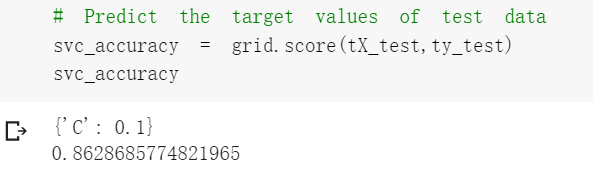 # Predict the target values of test data
svc_accuracy = grid.score(tX_test,ty_test)
svc_accuracy
{'C': 0.1}
0.8628685774821965